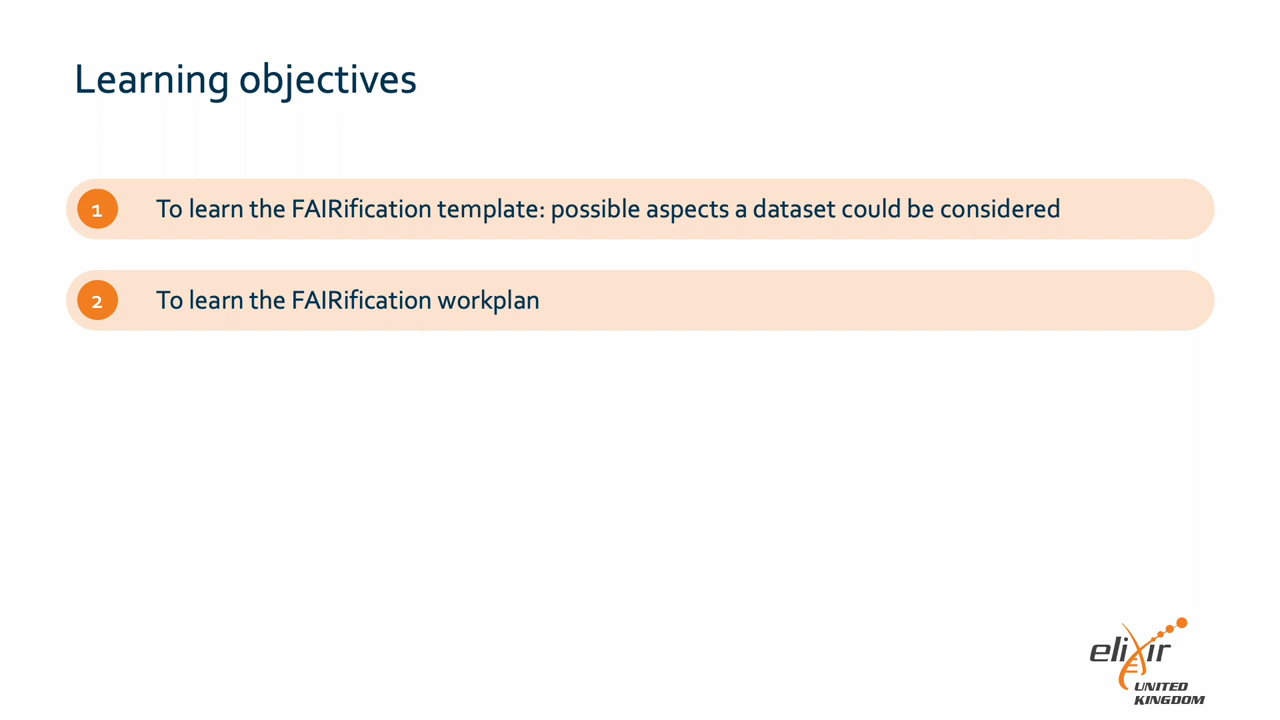 Learning objectives
1 To learn the FAIRification template: possible aspects a dataset could be considered
2 To learn the FAIRification workplan
elixir
UNITED
KINGDOM